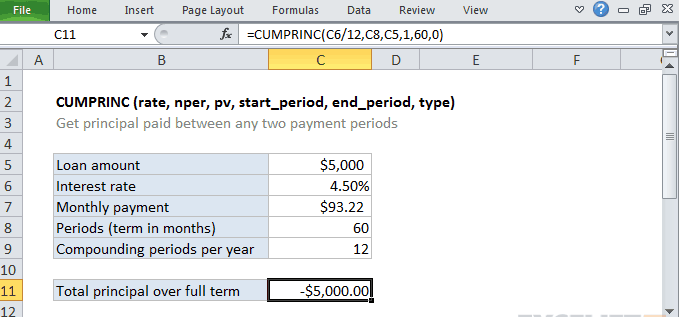 File Home Insert Page Layout Formulas Data Review View
C11 fx =CUMPRINC(C6/12,C8,C5,1,60,0)
A B C D E F
1
2 CUMPRINC (rate, nper, pv, start_period, end_period, type)
3 Get principal paid between any two payment periods
4
5 Loan amount $5,000
6 Interest rate 4.50%
7 Monthly payment $93.22
8 Periods (term in months) 60
9 Compounding periods per year 12
10
11 Total principal over full term -$5,000.00
12